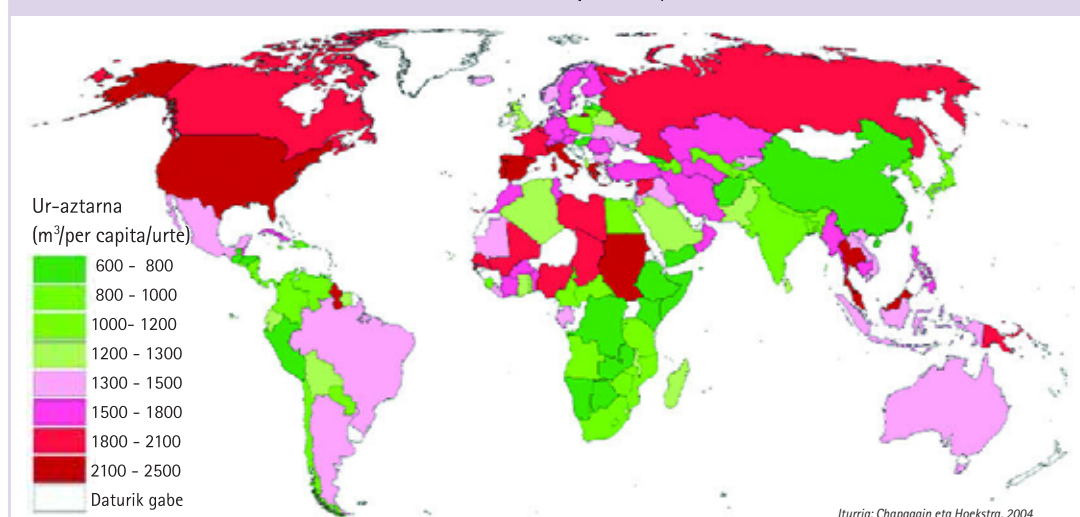 Ur-aztarna
(m³/per capita/urte)
600 - 800
800 - 1000
1000- 1200
1200 - 1300
1300 - 1500
1500 - 1800
1800 - 2100
2100 - 2500
Daturik gabe
Iturria: Chapagain eta Hoekstra, 2004